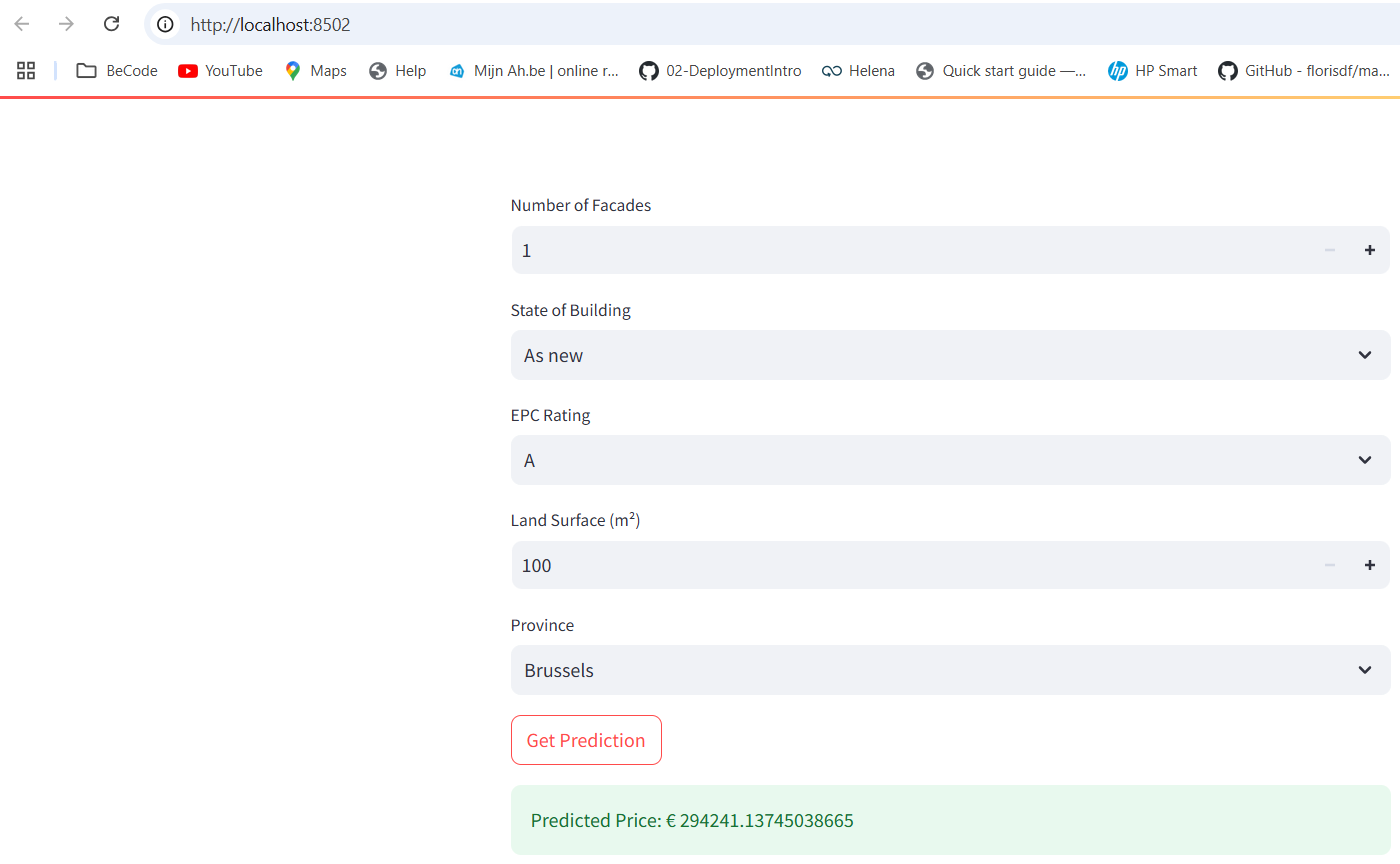 http://localhost:8502
BeCode YouTube Maps Help Mijn Ah.be | online r... 02-DeploymentIntro Helena Quick start guide —... HP Smart GitHub - florisdf/ma...
Number of Facades
1
State of Building
As new
EPC Rating
A
Land Surface (m²)
100
Province
Brussels
Get Prediction
Predicted Price: € 294241.13745038665